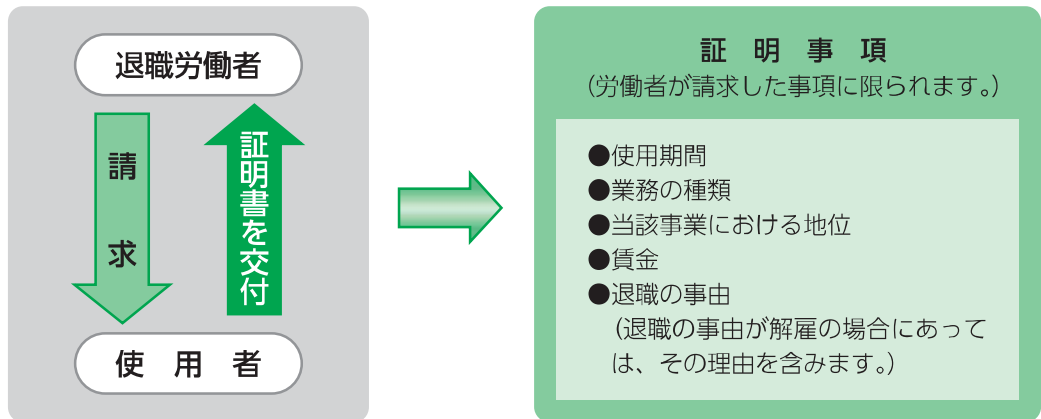 退職労働者
請求
証明書を交付
使用者
証明事項
(労働者が請求した事項に限られます。)
●使用期間
●業務の種類
●当該事業における地位
●賃金
●退職の事由
(退職の事由が解雇の場合にあって
は、その理由を含みます。)